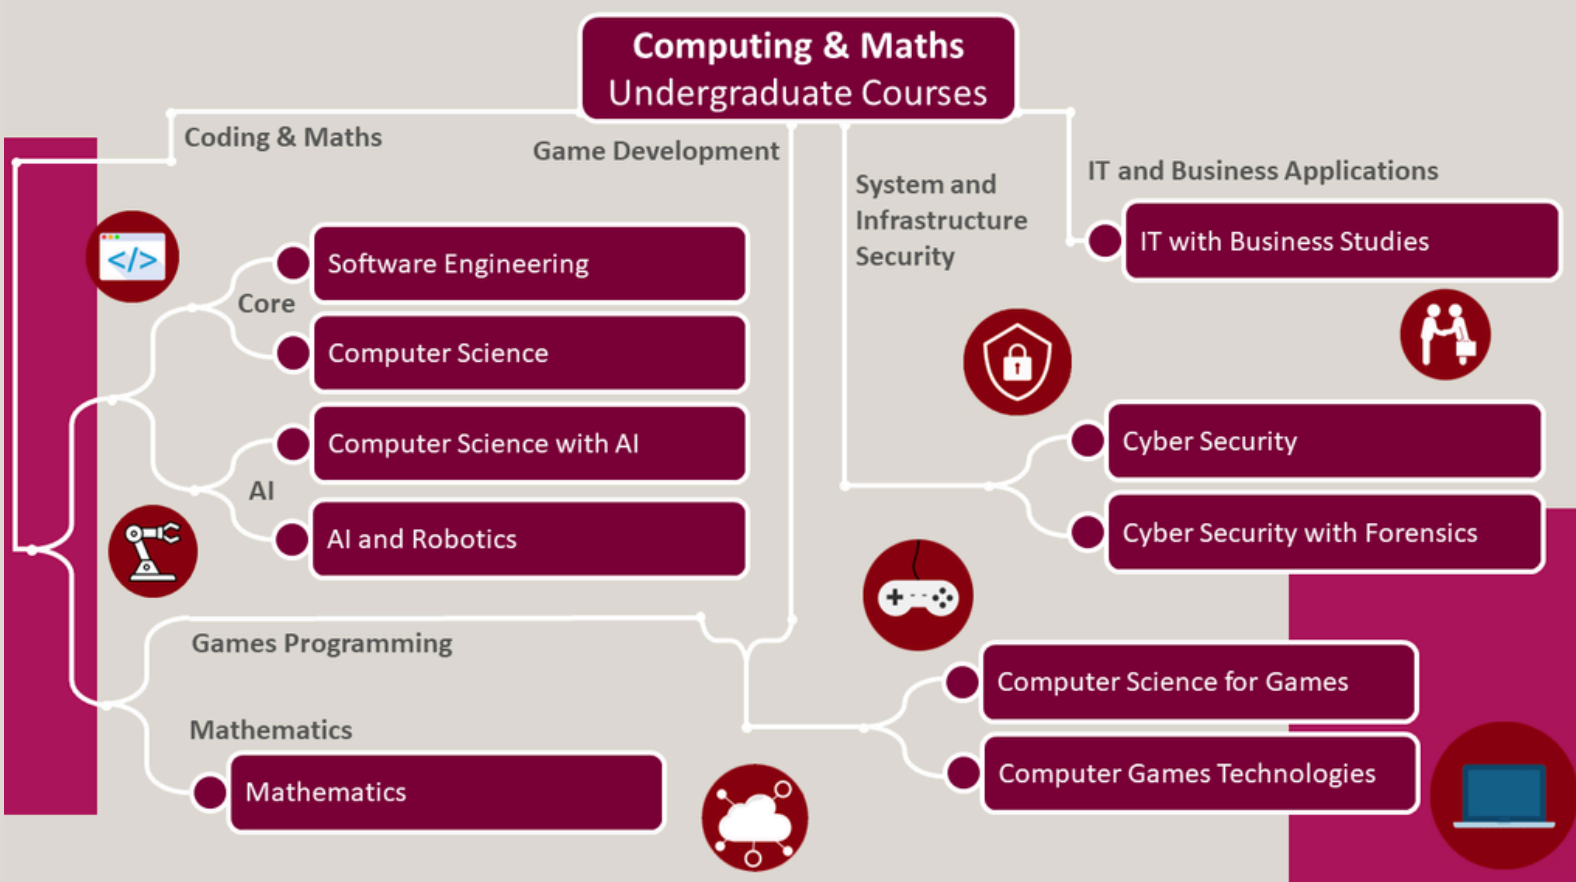 Computing & Maths
Undergraduate Courses
Coding & Maths
Game Development
System and
Infrastructure
Security
IT and Business Applications
IT with Business Studies
</>
Software Engineering
Core
Computer Science
Computer Science with AI
AI
AI and Robotics
Cyber Security
Cyber Security with Forensics
Games Programming
Computer Science for Games
Computer Games Technologies
Mathematics
Mathematics